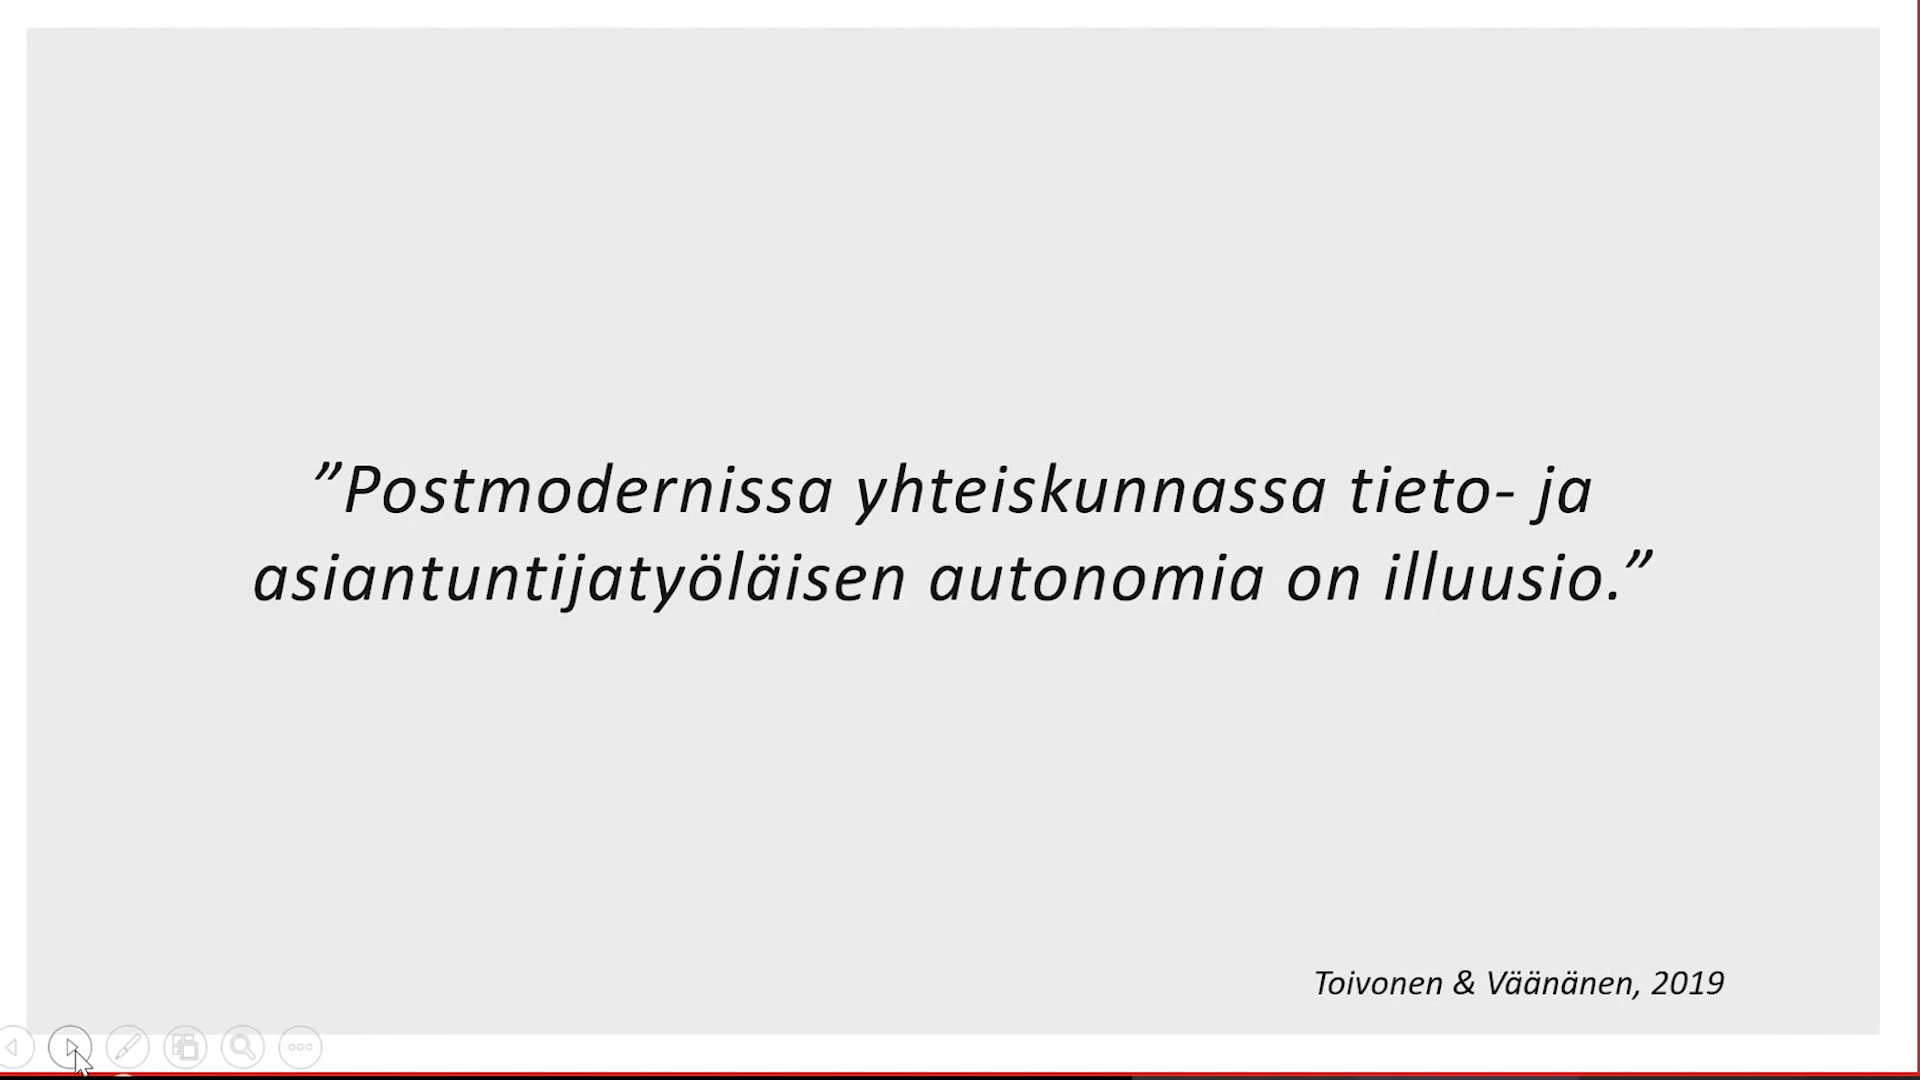 ”Postmodernissa yhteiskunnassa tieto- ja
asiantuntijatyöläisen autonomia on illuusio.”
Toivonen & Väänänen, 2019